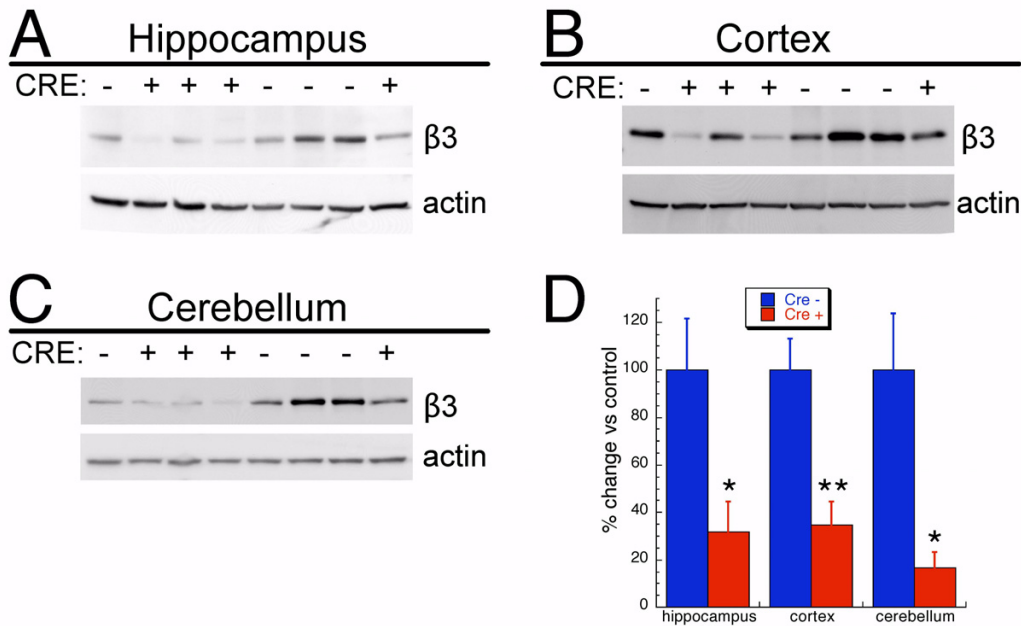 A Hippocampus
CRE: - + + + - - - +
β3
actin
B Cortex
CRE: - + + + - - - +
β3
actin
C Cerebellum
CRE: - + + + - - - +
β3
actin
D
Cre -
Cre +
% change vs control
120
100
80
60
40
20
0
*
**
*
hippocampus cortex cerebellum